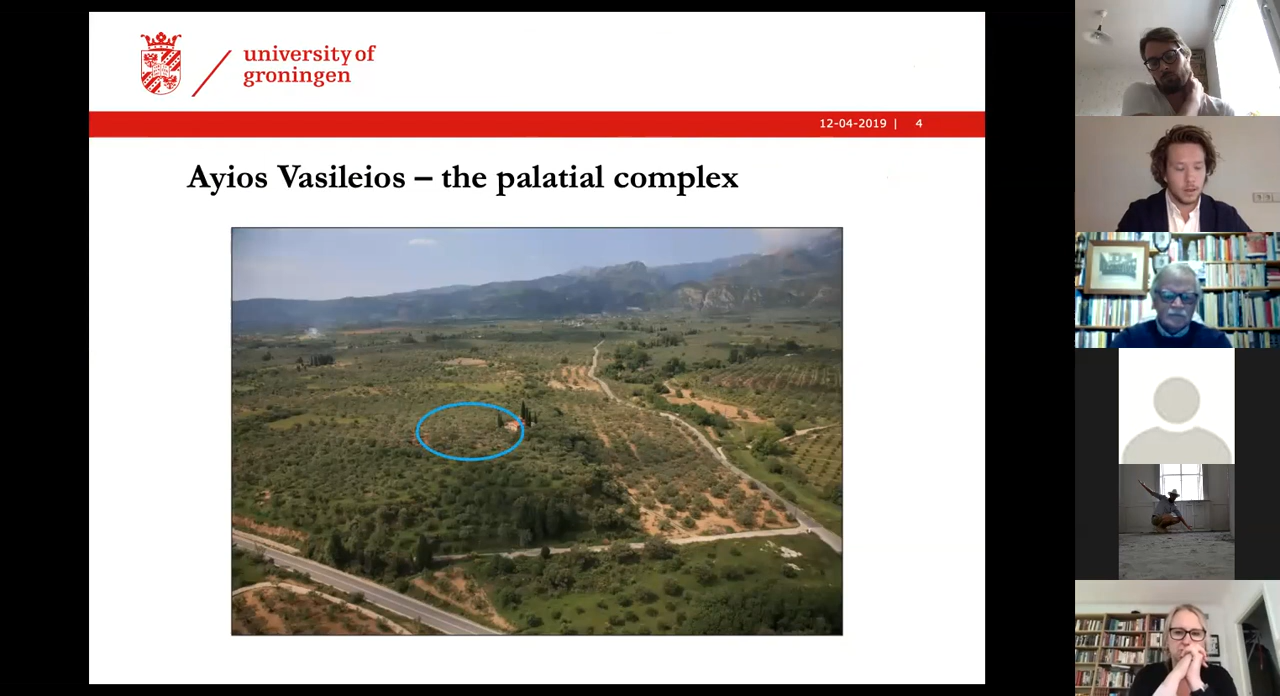 university of
groningen
12-04-2019 | 4
Ayios Vasileios – the palatial complex